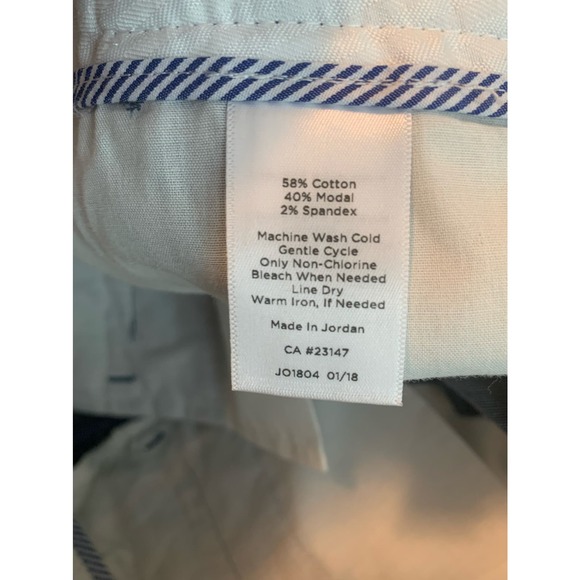 58% Cotton
40% Modal
2% Spandex
Machine Wash Cold
Gentle Cycle
Only Non-Chlorine
Bleach When Needed
Line Dry
Warm Iron, If Needed
Made In Jordan
CA #23147
JO1804 01/18